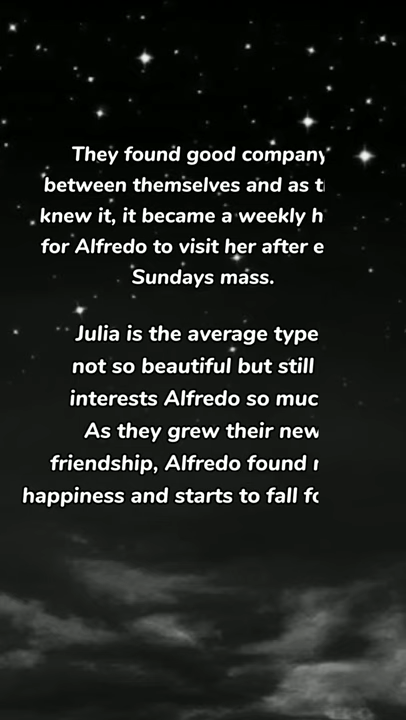 They found good company
between themselves and as
knew it, it became a weekly
for Alfredo to visit her after
Sundays mass.
Julia is the average type
not so beautiful but still
interests Alfredo so
As they grew their new
friendship, Alfredo found
happiness and starts to fall